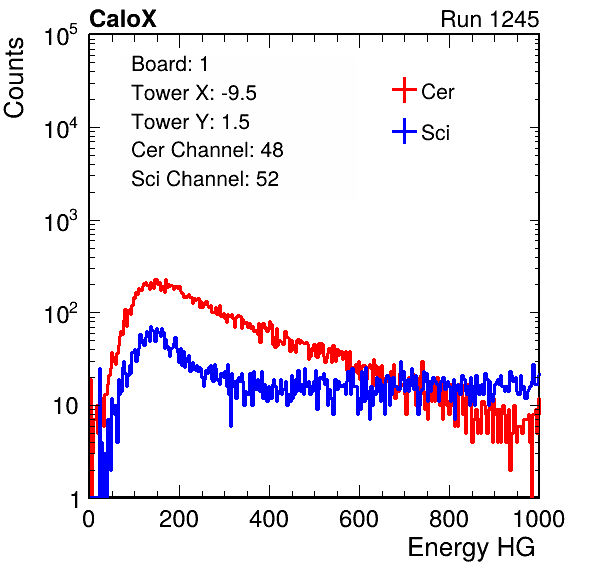 CaloX Run 1245
Counts
Board: 1
Tower X: -9.5
Tower Y: 1.5
Cer Channel: 48
Sci Channel: 52
Cer
Sci
10^5
10^4
10^3
10^2
10
1
0 200 400 600 800 1000
Energy HG